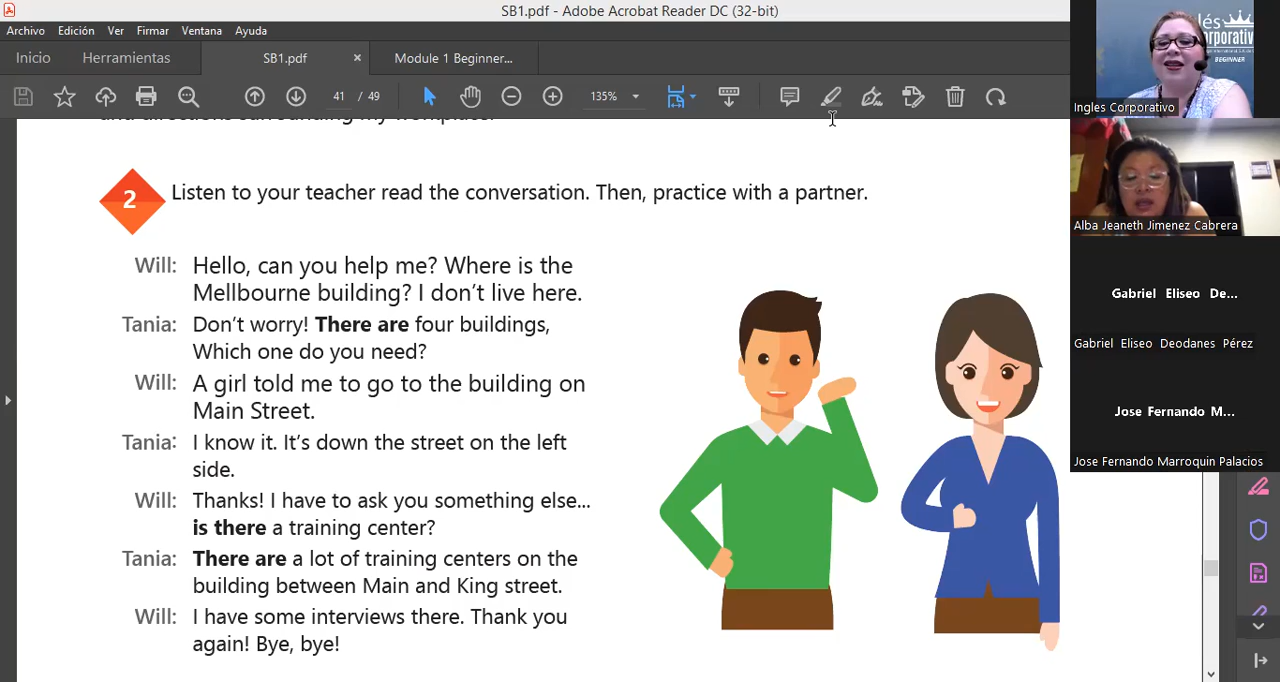 SB1.pdf - Adobe Acrobat Reader DC (32-bit)
Archivo Edición Ver Firmar Ventana Ayuda
Inicio Herramientas SB1.pdf × Module 1 Beginner...
41 / 49 135%
and directions surrounding my workplace.
2 Listen to your teacher read the conversation. Then, practice with a partner.
Will: Hello, can you help me? Where is the
Mellbourne building? I don't live here.
Tania: Don't worry! There are four buildings,
Which one do you need?
Will: A girl told me to go to the building on
Main Street.
Tania: I know it. It's down the street on the left
side.
Will: Thanks! I have to ask you something else...
is there a training center?
Tania: There are a lot of training centers on the
building between Main and King street.
Will: I have some interviews there. Thank you
again! Bye, bye!
BEGINNER
Ingles Corporativo
Alba Jeaneth Jimenez Cabrera
Gabriel Eliseo De...
Gabriel Eliseo Deodanes Pérez
Jose Fernando M...
Jose Fernando Marroquin Palacios